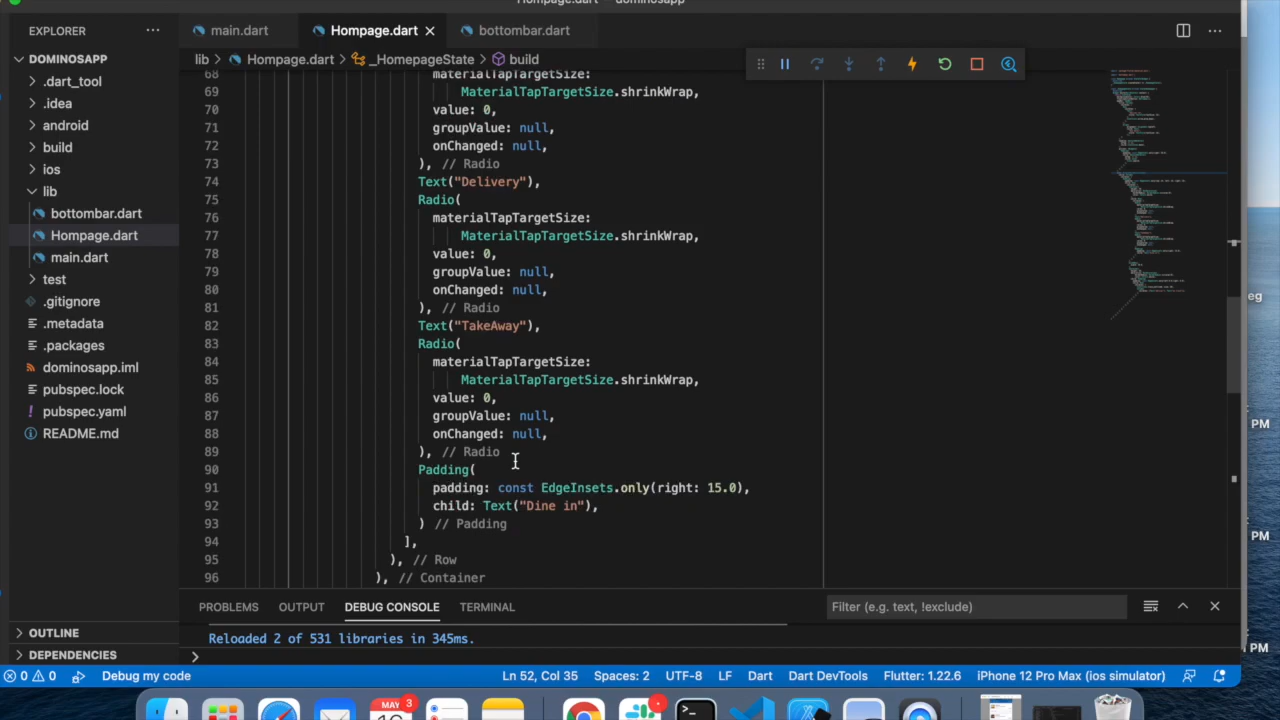 Hompage.dart — dominosapp
EXPLORER
main.dart
Hompage.dart
bottombar.dart
DOMINOSAPP
lib > Hompage.dart > _HompageState > build
.dart_tool
.idea
android
build
ios
lib
bottombar.dart
Hompage.dart
main.dart
test
.gitignore
.metadata
.packages
dominosapp.iml
pubspec.lock
pubspec.yaml
README.md
68 materialTapTargetSize:
69 MaterialTapTargetSize.shrinkWrap,
70 value: 0,
71 groupValue: null,
72 onChanged: null,
73 ), // Radio
74 Text("Delivery"),
75 Radio(
76 materialTapTargetSize:
77 MaterialTapTargetSize.shrinkWrap,
78 value: 0,
79 groupValue: null,
80 onChanged: null,
81 ), // Radio
82 Text("TakeAway"),
83 Radio(
84 materialTapTargetSize:
85 MaterialTapTargetSize.shrinkWrap,
86 value: 0,
87 groupValue: null,
88 onChanged: null,
89 ), // Radio
90 Padding(
91 padding: const EdgeInsets.only(right: 15.0),
92 child: Text("Dine in"),
93 ) // Padding
94 ],
95 ), // Row
96 ), // Container
eg
PM
PM
PM
OUTLINE
DEPENDENCIES
PROBLEMS OUTPUT DEBUG CONSOLE TERMINAL
Filter (e.g. text, !exclude)
Reloaded 2 of 531 libraries in 345ms.
>
0 0 Debug my code
Ln 52, Col 35 Spaces: 2 UTF-8 LF Dart Dart DevTools Flutter: 1.22.6 iPhone 12 Pro Max (ios simulator)
MAY 3